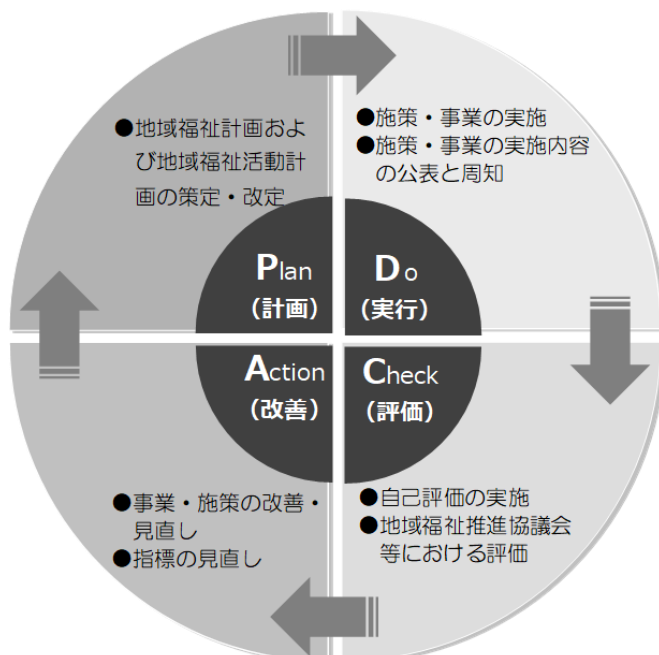 ●地域福祉計画およ
び地域福祉活動計
画の策定・改定
Plan
（計画）
●施策・事業の実施
●施策・事業の実施内容
の公表と周知
Do
（実行）
Action
（改善）
●事業・施策の改善・
見直し
●指標の見直し
Check
（評価）
●自己評価の実施
●地域福祉推進協議会
等における評価